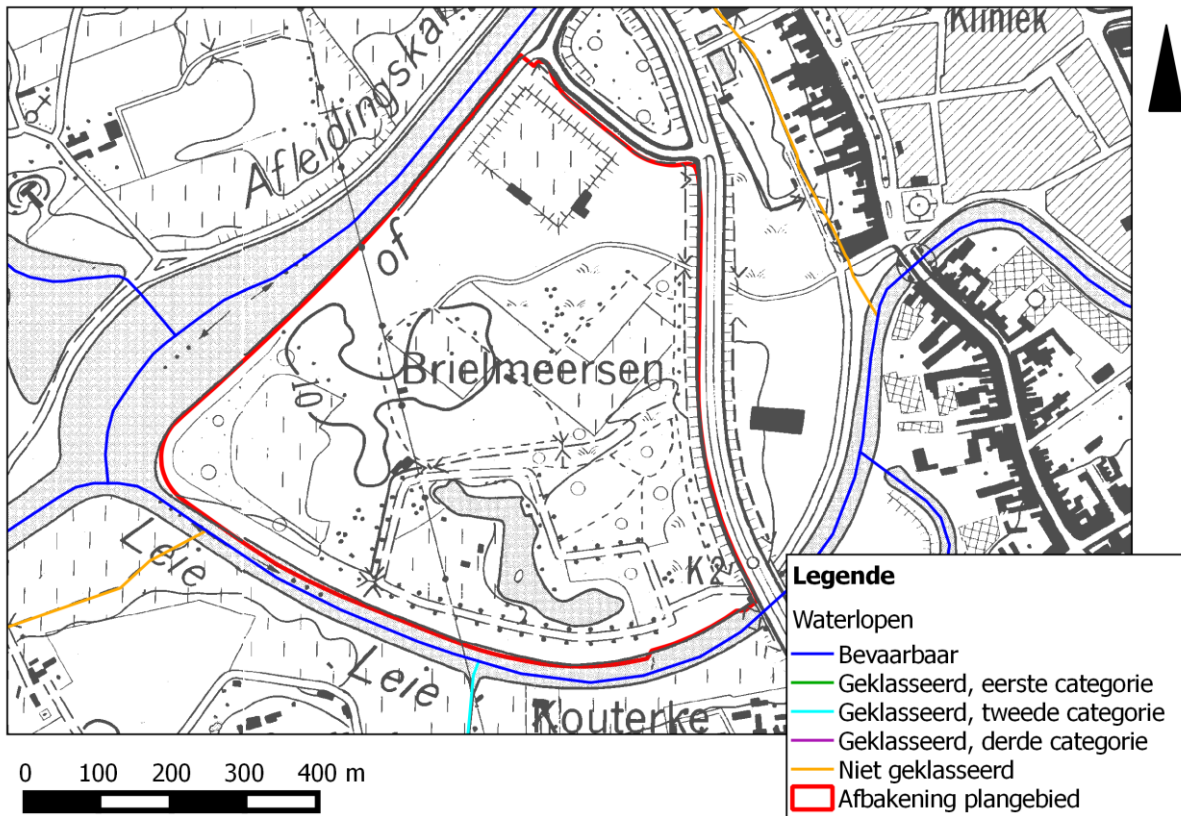 Kliniek
Afleidingskan
of
Brielmeersen
10
K2
Leie
Leie
Kouterke
Legende
Waterlopen
Bevaarbaar
Geklasseerd, eerste categorie
Geklasseerd, tweede categorie
Geklasseerd, derde categorie
Niet geklasseerd
Afbakening plangebied
0 100 200 300 400 m